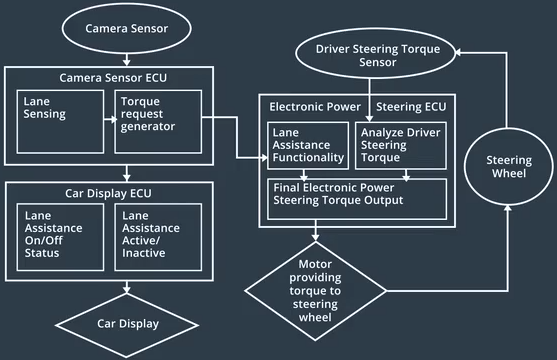 Camera Sensor
Camera Sensor ECU
Lane
Sensing
Torque
request
generator
Car Display ECU
Lane
Assistance
On/Off
Status
Lane
Assistance
Active/
Inactive
Car Display
Driver Steering Torque
Sensor
Electronic Power Steering ECU
Lane
Assistance
Functionality
Analyze Driver
Steering
Torque
Final Electronic Power
Steering Torque Output
Motor
providing
torque to
steering
wheel
Steering
Wheel